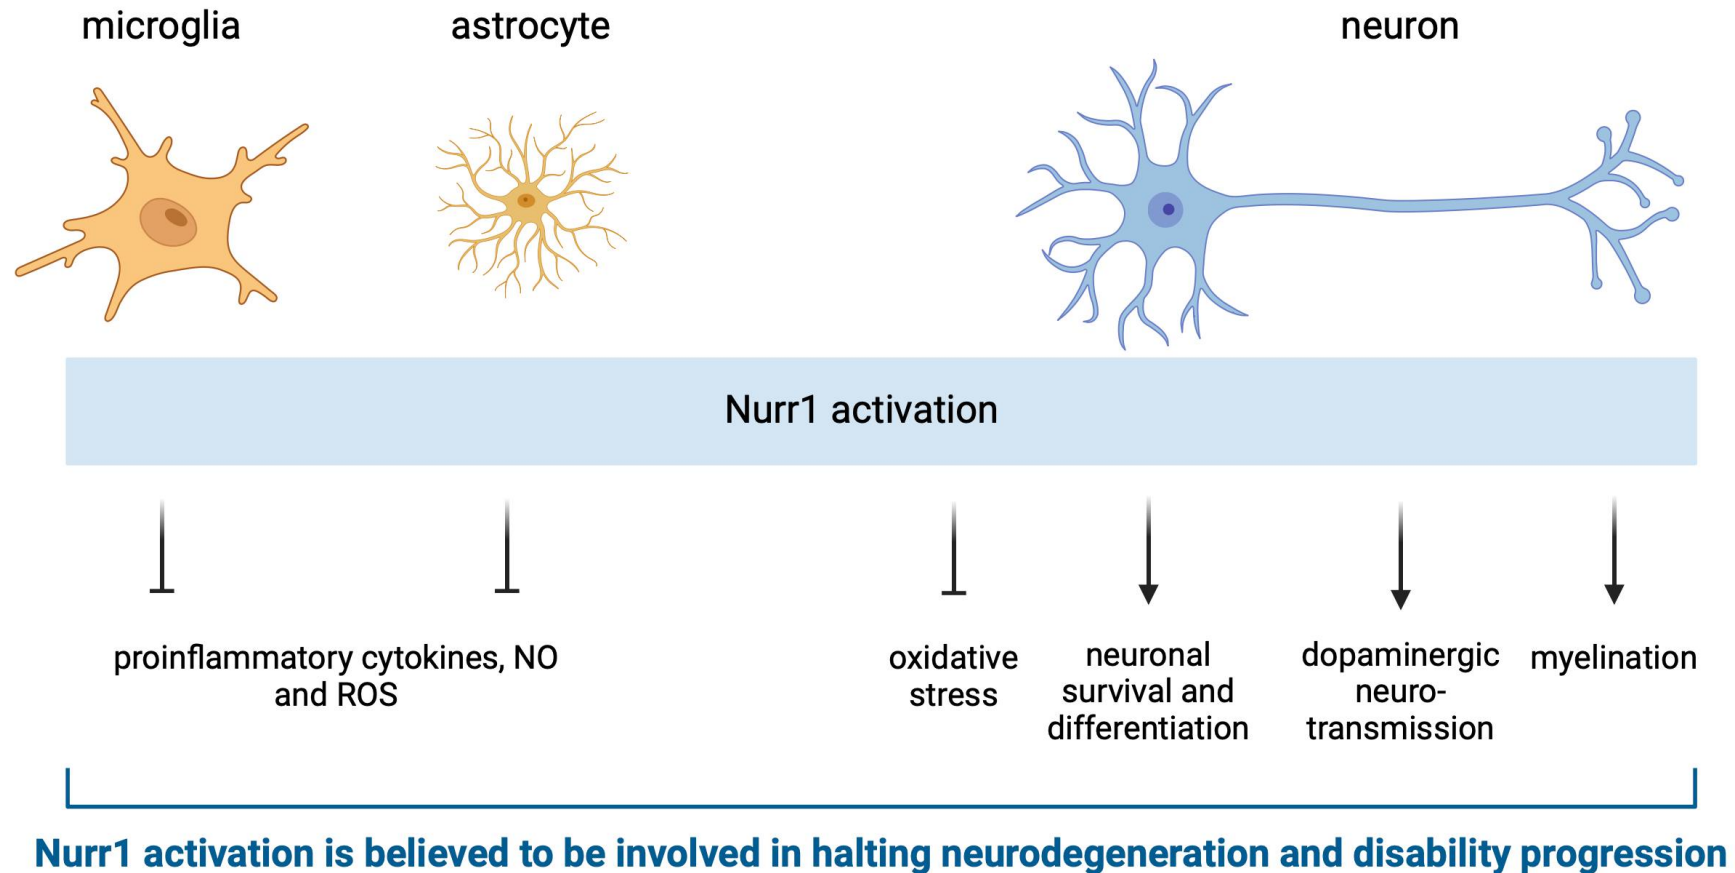 microglia
astrocyte
neuron
Nurr1 activation
proinflammatory cytokines, NO
and ROS
oxidative
stress
neuronal
survival and
differentiation
dopaminergic
neuro-
transmission
myelination
Nurr1 activation is believed to be involved in halting neurodegeneration and disability progression